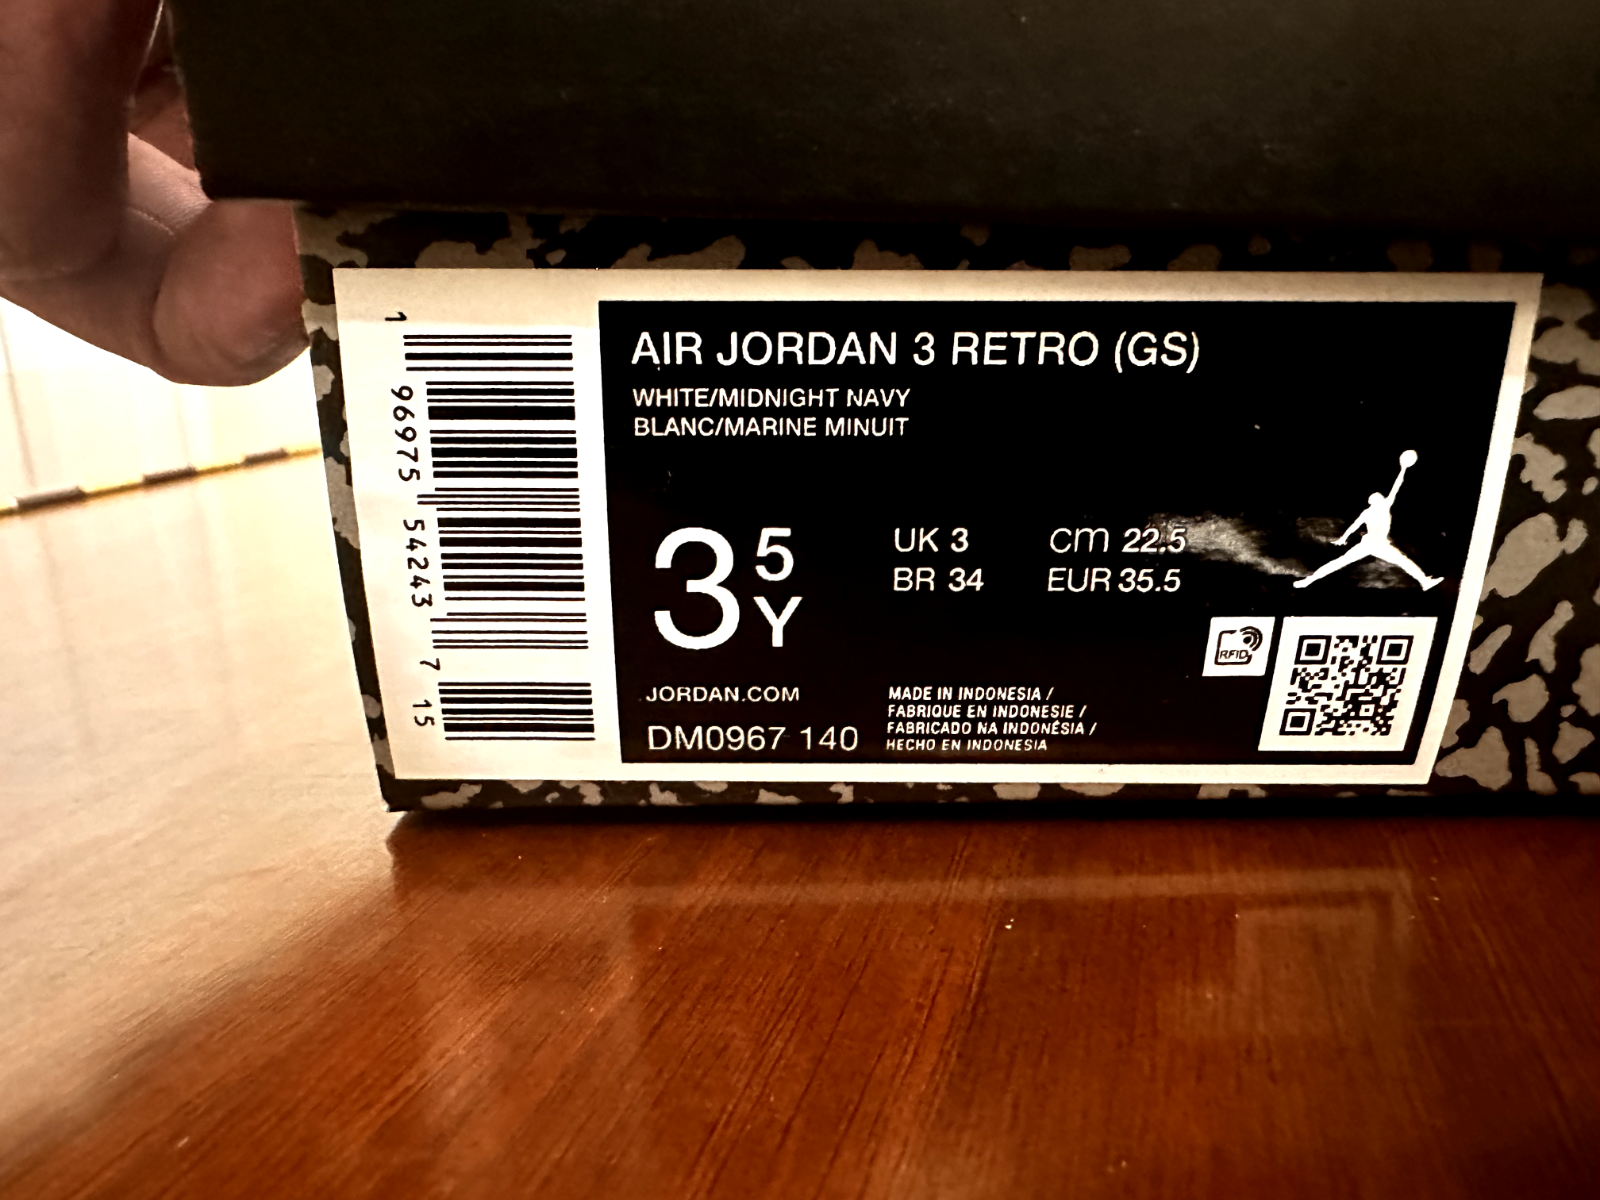 1 96975 54243 7 15
AIR JORDAN 3 RETRO (GS)
WHITE/MIDNIGHT NAVY
BLANC/MARINE MINUIT
3 5
Y
UK 3 cm 22.5
BR 34 EUR 35.5
RFID
JORDAN.COM
DM0967 140
MADE IN INDONESIA /
FABRIQUE EN INDONESIE /
FABRICADO NA INDONÉSIA /
HECHO EN INDONESIA